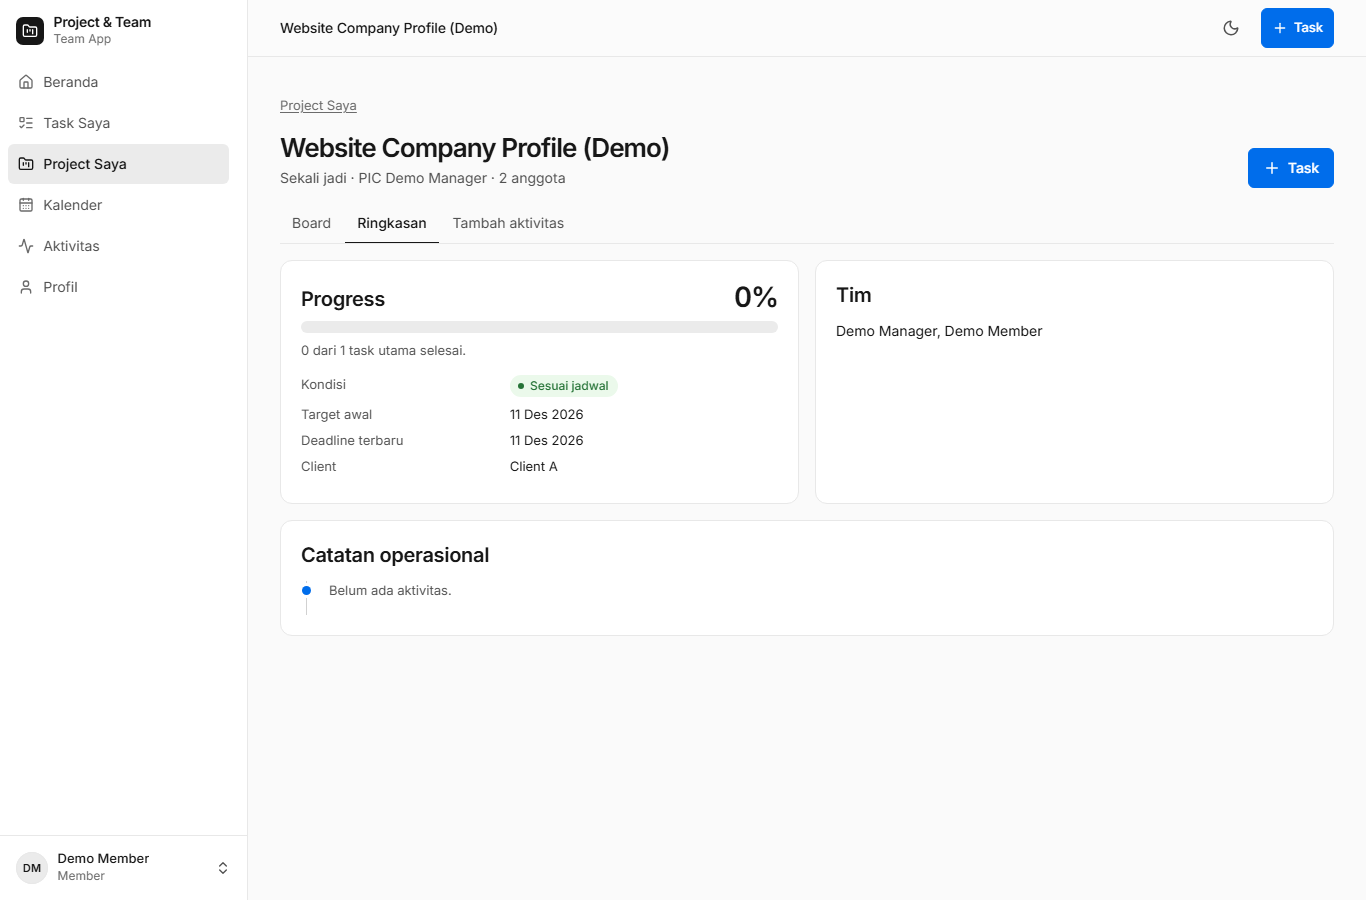 Project & Team
Team App
Beranda
Task Saya
Project Saya
Kalender
Aktivitas
Profil
Demo Member
Member
DM
Website Company Profile (Demo)
Task
Project Saya
Website Company Profile (Demo)
Sekali jadi · PIC Demo Manager · 2 anggota
Task
Board
Ringkasan
Tambah aktivitas
Progress
0%
0 dari 1 task utama selesai.
Kondisi
Sesuai jadwal
Target awal
11 Des 2026
Deadline terbaru
11 Des 2026
Client
Client A
Tim
Demo Manager, Demo Member
Catatan operasional
Belum ada aktivitas.